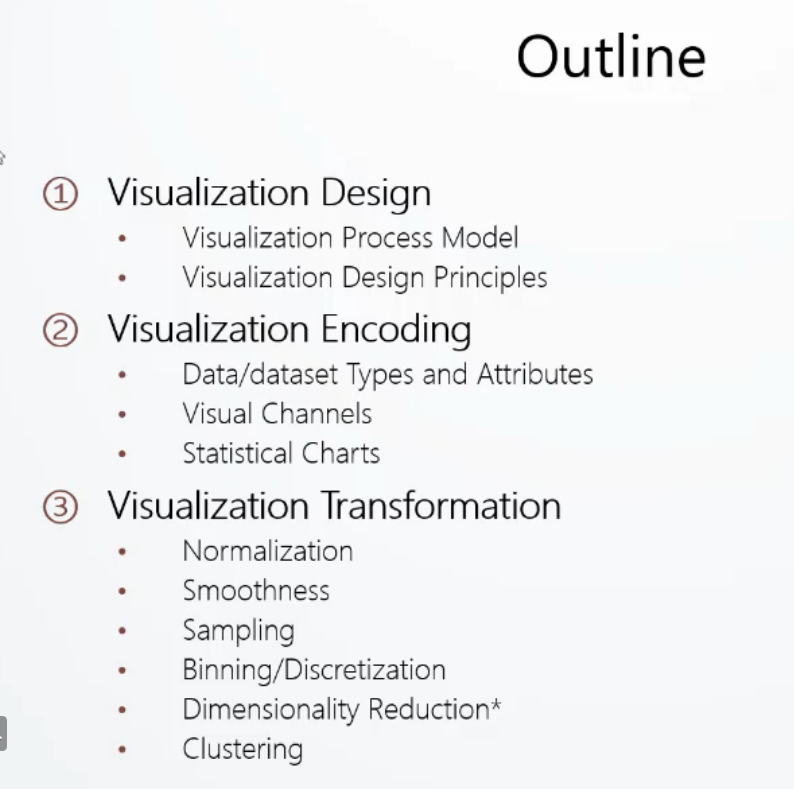 Outline
① Visualization Design
• Visualization Process Model
• Visualization Design Principles
② Visualization Encoding
• Data/dataset Types and Attributes
• Visual Channels
• Statistical Charts
③ Visualization Transformation
• Normalization
• Smoothness
• Sampling
• Binning/Discretization
• Dimensionality Reduction*
• Clustering